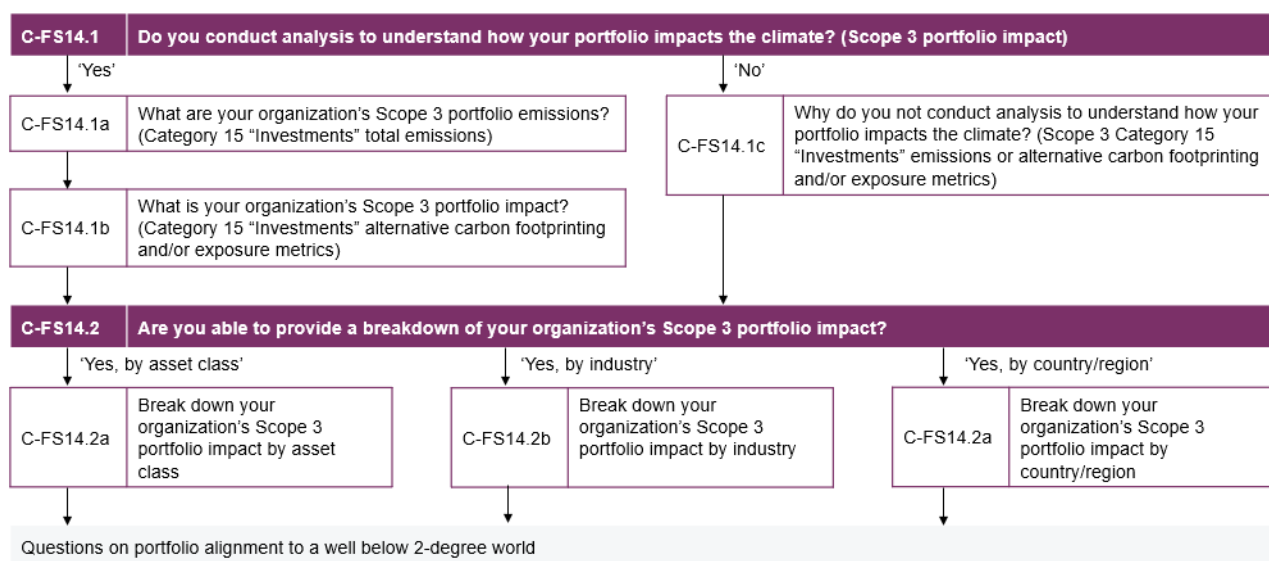 C-FS14.1 Do you conduct analysis to understand how your portfolio impacts the climate? (Scope 3 portfolio impact)
‘Yes’
‘No’
C-FS14.1a
What are your organization’s Scope 3 portfolio emissions?
(Category 15 “Investments” total emissions)
C-FS14.1c
Why do you not conduct analysis to understand how your
portfolio impacts the climate? (Scope 3 Category 15
“Investments” emissions or alternative carbon footprinting
and/or exposure metrics)
C-FS14.1b
What is your organization’s Scope 3 portfolio impact?
(Category 15 “Investments” alternative carbon footprinting
and/or exposure metrics)
C-FS14.2 Are you able to provide a breakdown of your organization’s Scope 3 portfolio impact?
‘Yes, by asset class’
‘Yes, by industry’
‘Yes, by country/region’
C-FS14.2a
Break down your
organization’s Scope 3
portfolio impact by asset
class
C-FS14.2b
Break down your
organization’s Scope 3
portfolio impact by industry
C-FS14.2a
Break down your
organization’s Scope 3
portfolio impact by
country/region
Questions on portfolio alignment to a well below 2-degree world